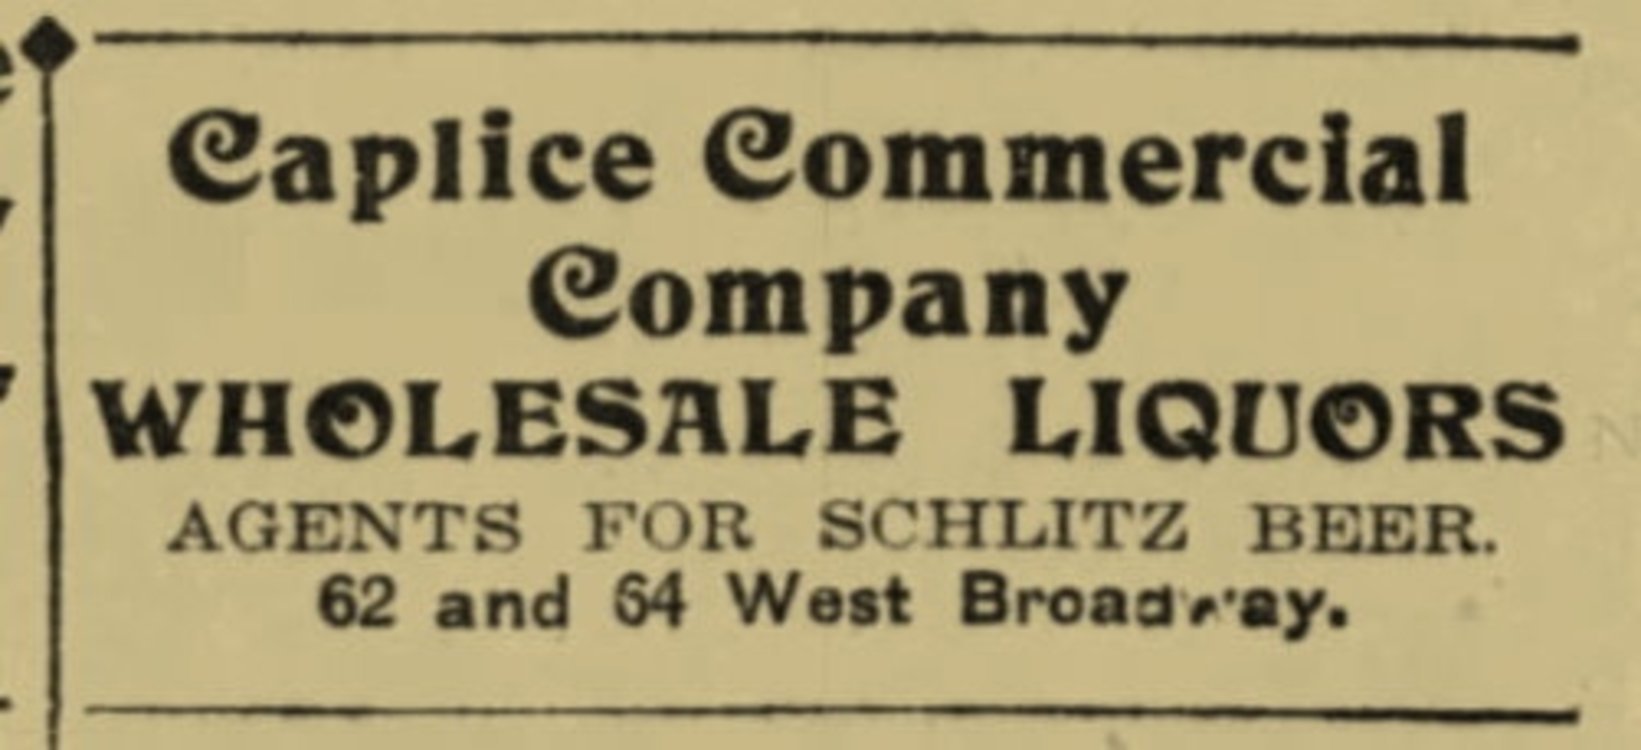 Caplice Commercial
Company
WHOLESALE LIQUORS
AGENTS FOR SCHLITZ BEER.
62 and 64 West Broadway.